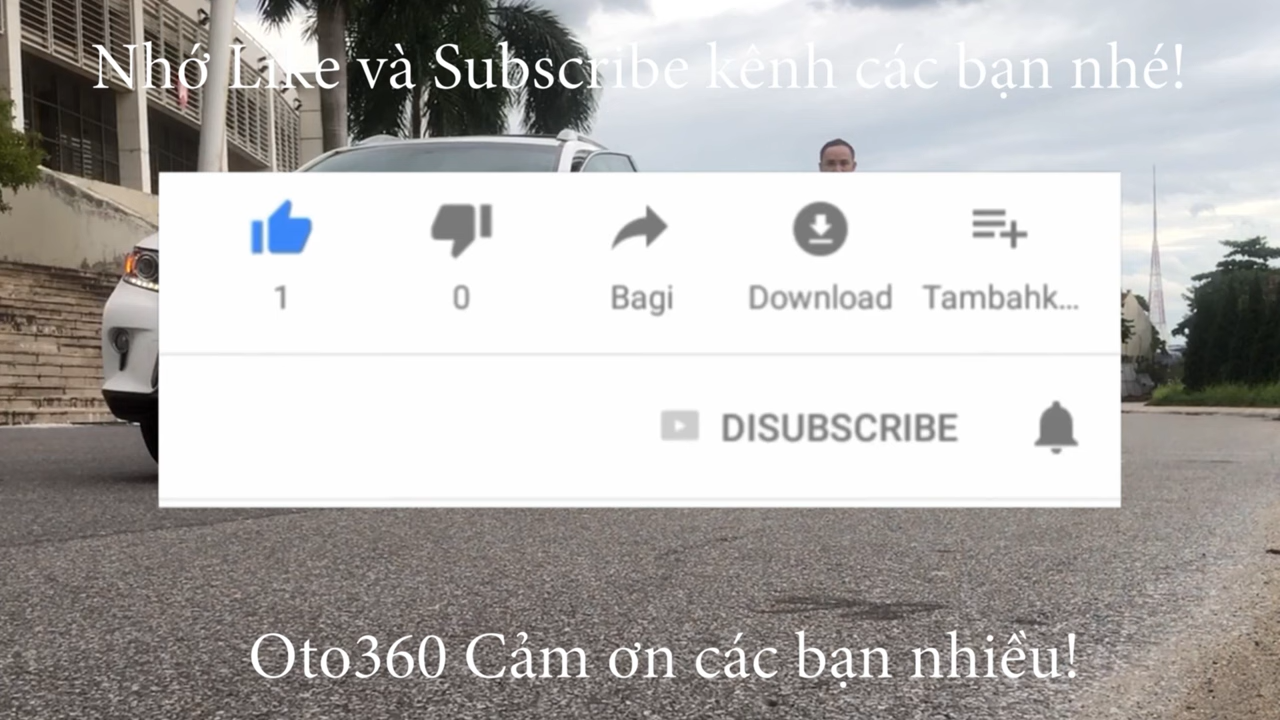 Nhớ Like và Subscribe kênh các bạn nhé!
1 0 Bagi Download Tambahk...
DISUBSCRIBE
Oto360 Cảm ơn các bạn nhiều!